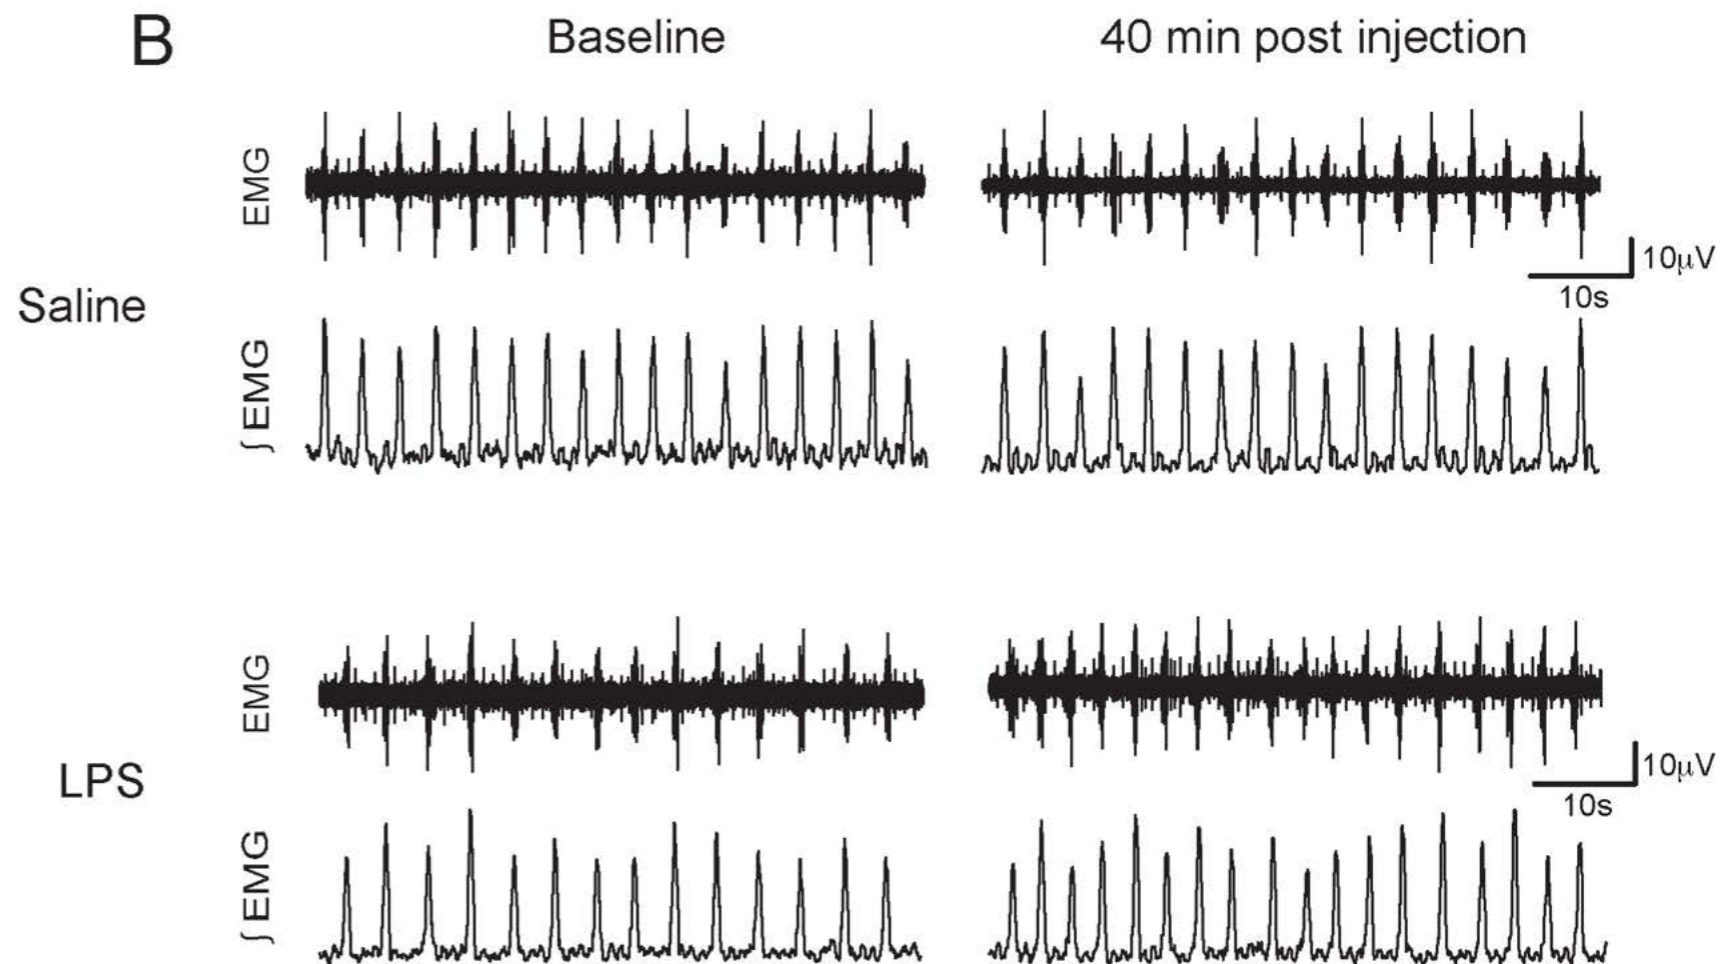 B
Baseline
40 min post injection
Saline
EMG
10μV
10s
∫ EMG
LPS
EMG
10μV
10s
∫ EMG